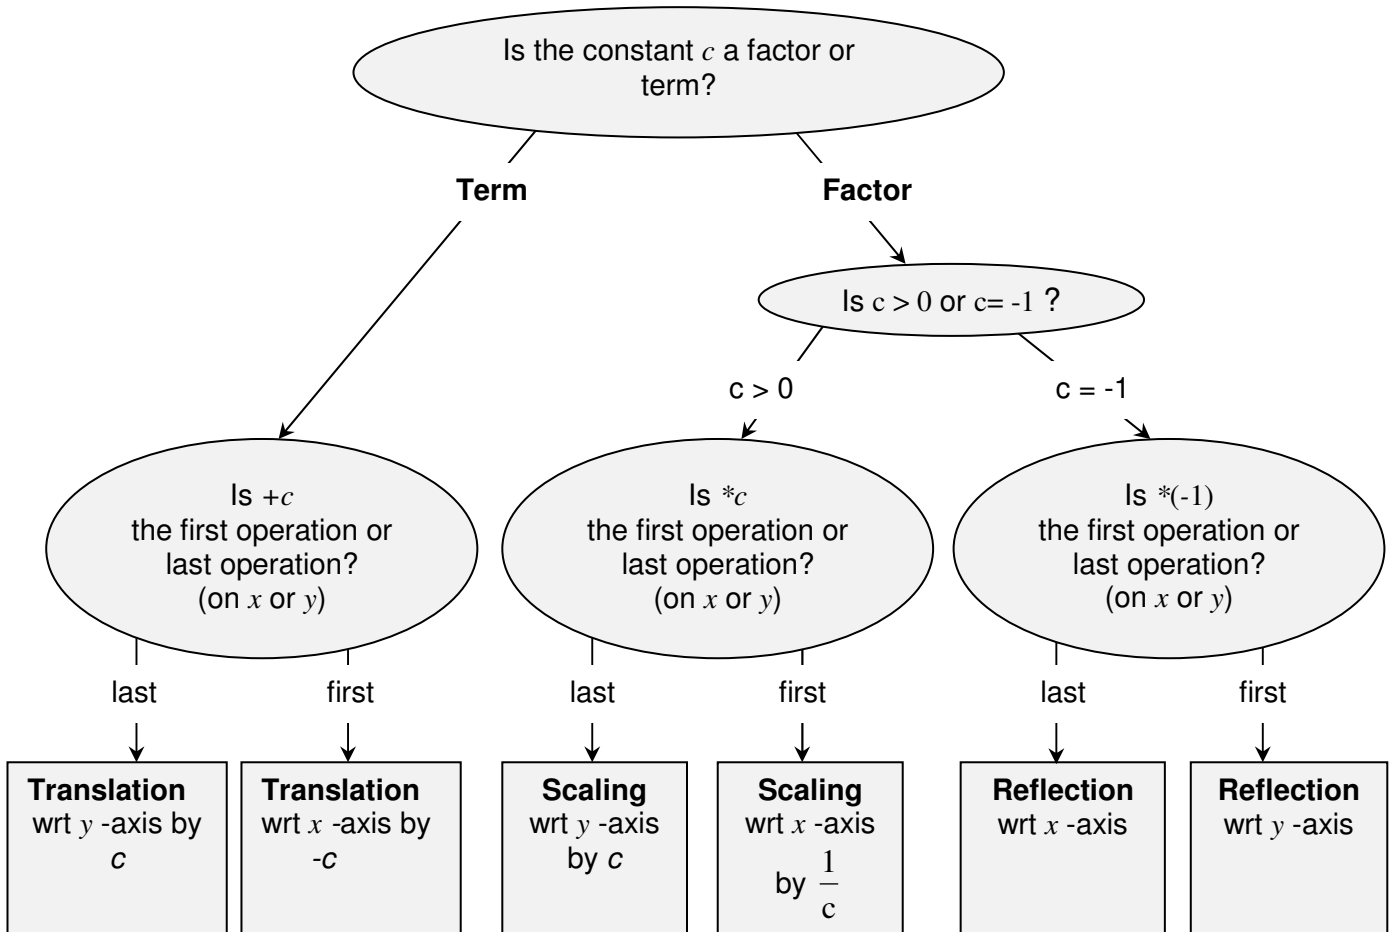 Is the constant c a factor or
term?
Term
Factor
Is c > 0 or c= -1 ?
c > 0
c = -1
Is +c
the first operation or
last operation?
(on x or y)
Is *c
the first operation or
last operation?
(on x or y)
Is *(-1)
the first operation or
last operation?
(on x or y)
last
first
last
first
last
first
Translation
wrt y -axis by
c
Translation
wrt x -axis by
-c
Scaling
wrt y -axis
by c
Scaling
wrt x -axis
by 1/c
Reflection
wrt x -axis
Reflection
wrt y -axis